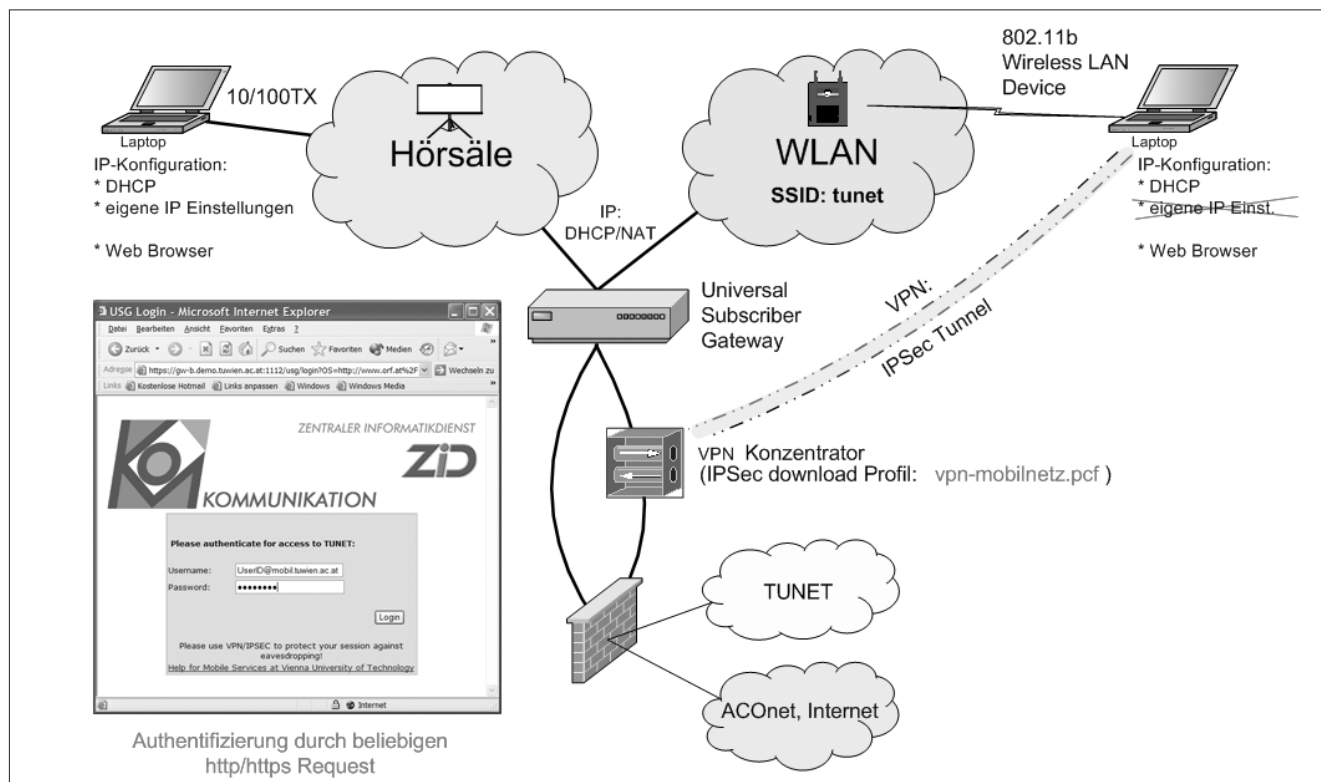 10/100TX
Laptop
IP-Konfiguration:
* DHCP
* eigene IP Einstellungen
* Web Browser
Hörsäle
WLAN
SSID: tunet
802.11b
Wireless LAN
Device
Laptop
IP-Konfiguration:
* DHCP
* eigene IP Einst.
* Web Browser
IP:
DHCP/NAT
Universal
Subscriber
Gateway
VPN:
IPSec Tunnel
VPN Konzentrator
(IPSec download Profil: vpn-mobilnetz.pcf )
TUNET
ACOnet, Internet
USG Login - Microsoft Internet Explorer
Datei Bearbeiten Ansicht Favoriten Extras ?
Zurück Suchen Favoriten Medien
Adresse https://gw-b.demo.tuwien.ac.at:1112/usg/login?OS=http://www.orf.at%2F Wechseln zu
Links Kostenlose Hotmail Links anpassen Windows Windows Media
ZENTRALER INFORMATIKDIENST
ZiD
KOMMUNIKATION
Please authenticate for access to TUNET:
Username: UserID@mobil.tuwien.ac.at
Password: ••••••••
Login
Please use VPN/IPSEC to protect your session against
eavesdropping!
Help for Mobile Services at Vienna University of Technology
Internet
Authentifizierung durch beliebigen
http/https Request